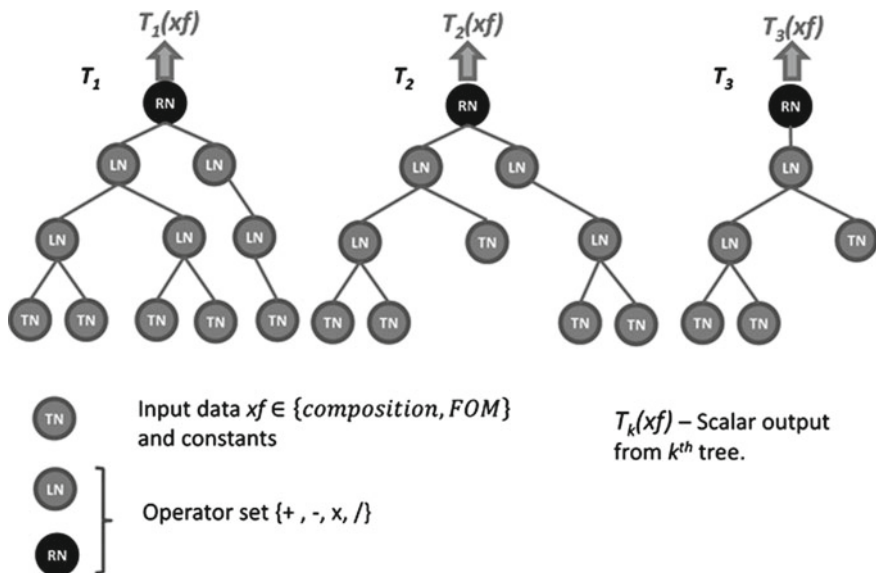 T1(xf) T2(xf) T3(xf)
T1 T2 T3
RN RN RN
LN LN LN LN LN
LN LN LN LN TN LN LN TN
TN TN TN TN TN TN TN TN TN TN TN
TN Input data xf ∈ {composition, FOM} Tk(xf) – Scalar output
and constants from kth tree.
LN
Operator set {+ , -, x, /}
RN